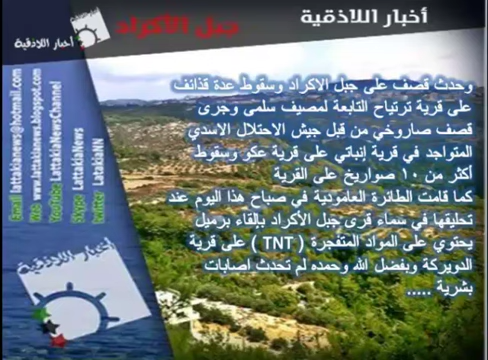 أخبار اللاذقية
جبل الأكراد
أخبار اللاذقية
وحدث قصف على جبل الاكراد وسقوط عدة قذائف
على قرية ترتياح التابعة لمصيف سلمى وجرى
قصف صاروخي من قبل جيش الاحتلال الاسدي
المتواجد في قرية إنباتي على قرية عكو وسقوط
أكثر من ١٠ صواريخ على القرية
كما قامت الطائرة العامودية في صباح هذا اليوم عند
تحليقها في سماء قرى جبل الأكراد بإلقاء برميل
يحتوي على المواد المتفجرة ( TNT ) على قرية
الدويركة وبفضل الله وحمده لم تحدث اصابات
بشرية .....
Email lattakianews@hotmail.com
Web www.lattakianews.blogspot.com
YouTube LattakiaNewsChannel
Skype LattakiaNews
Twitter LatakiaNN
أخبار اللاذقية